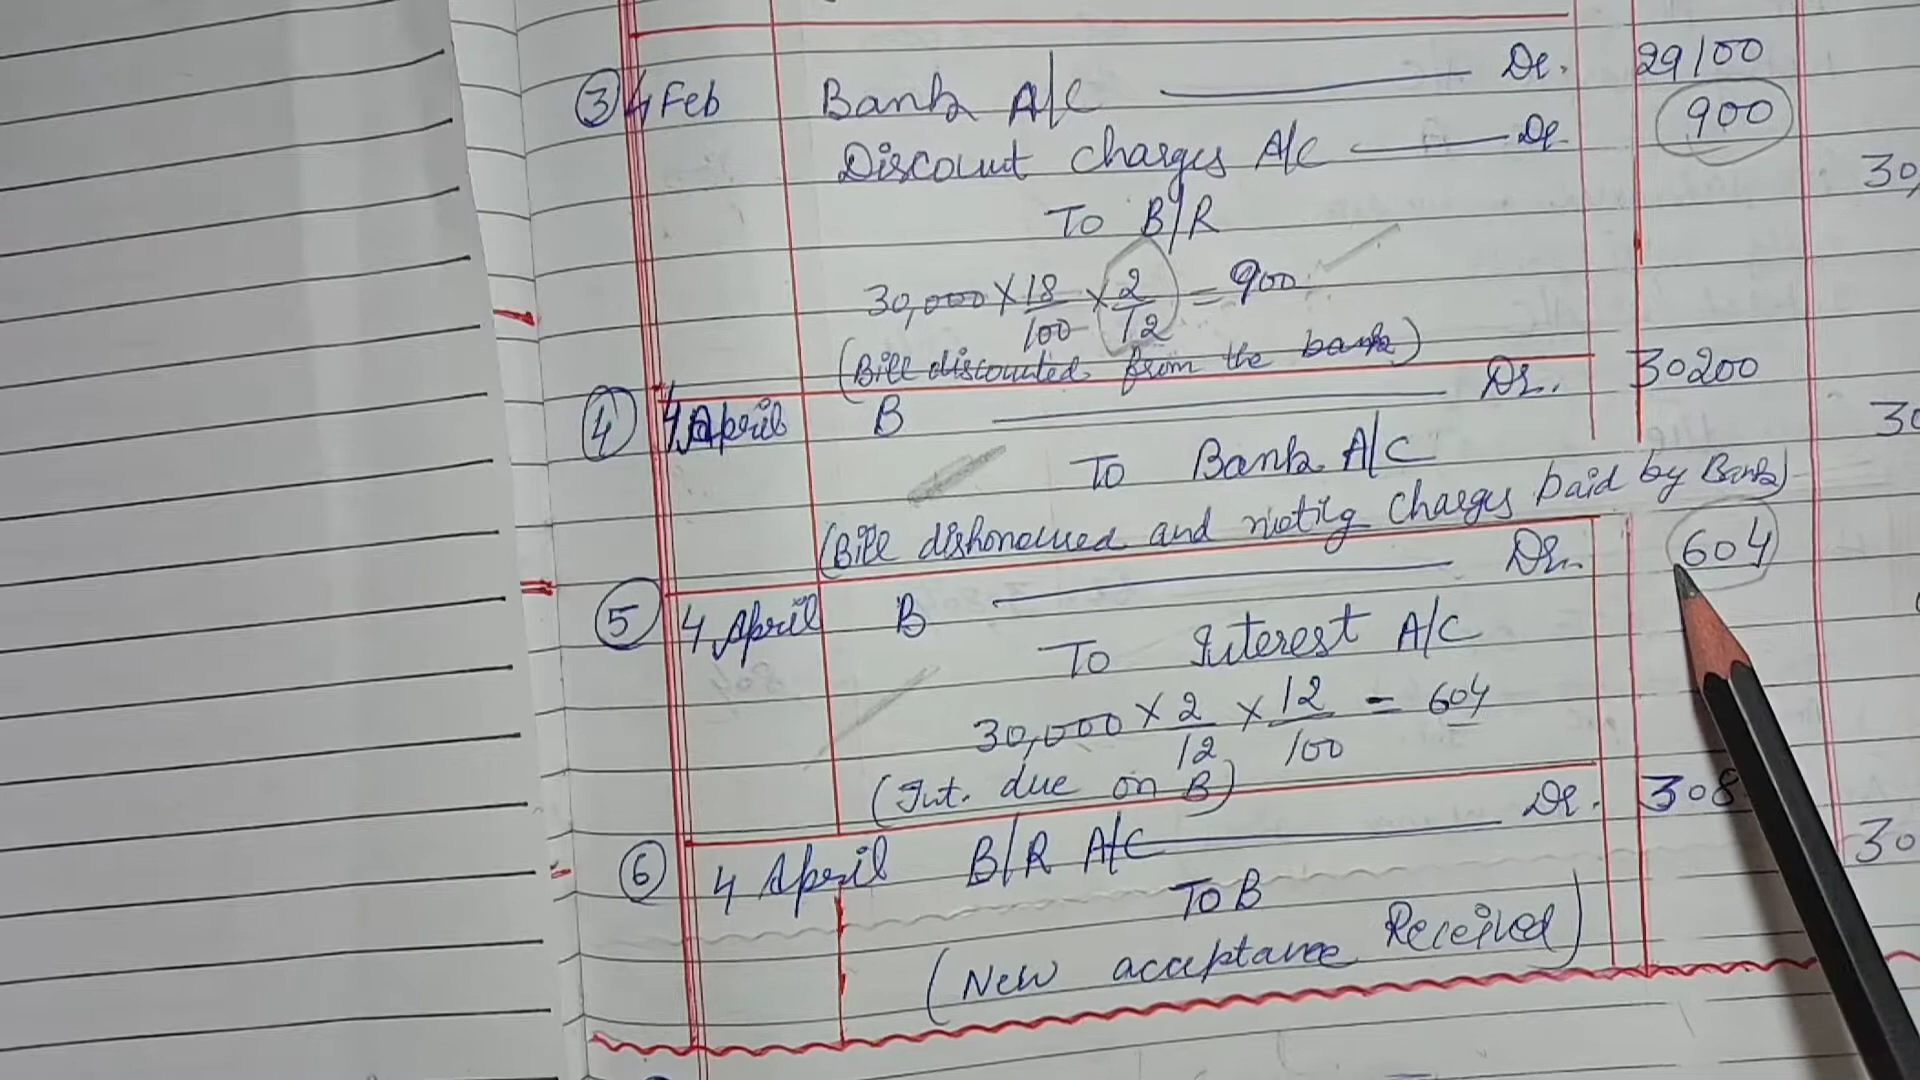 ③ 4 Feb Bank A/C Dr. 29100
Discount charges A/C Dr. 900
To B/R 30,
30,000 × 18/100 × 2/12 = 900
(Bill discounted from the bank)
④ 4 April B Dr. 30200
To Bank A/C 30
(Bill dishonoured and noting charges paid by Bank)
⑤ 4 April B Dr. 604
To Interest A/C
30,000 × 2/12 × 12/100 = 604
(Int. due on B)
⑥ 4 April B/R A/C Dr. 308
To B 30
(New acceptance Received)